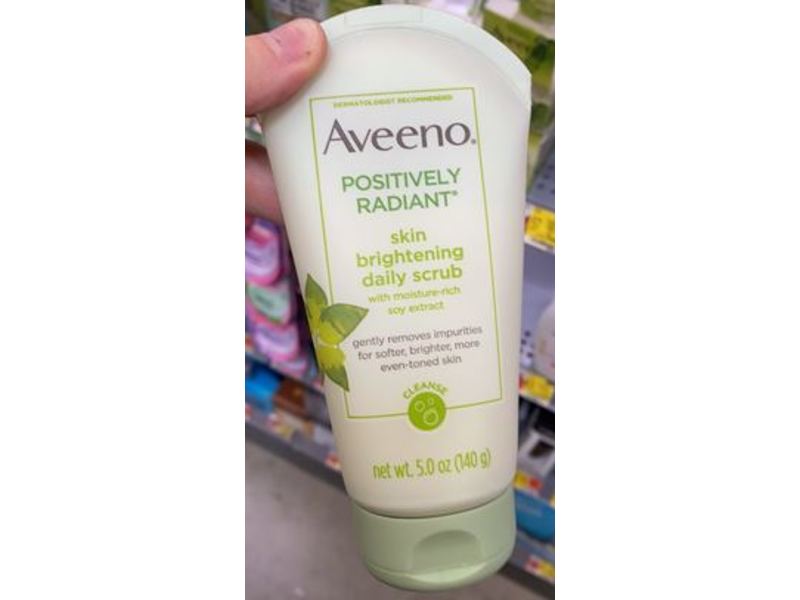 DERMATOLOGIST RECOMMENDED
Aveeno®
POSITIVELY
RADIANT®
skin
brightening
daily scrub
with moisture-rich
soy extract
gently removes impurities
for softer, brighter, more
even-toned skin
CLEANSE
net wt. 5.0 oz (140 g)